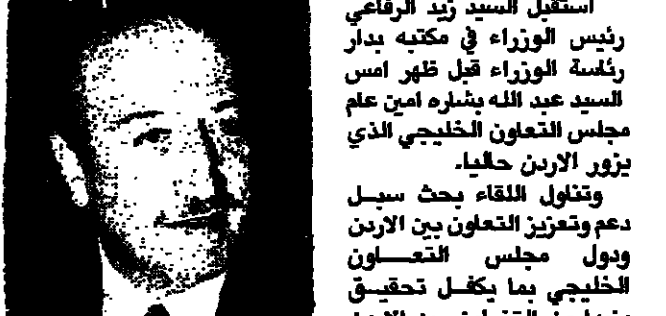 استقبل السيد زيد الرفاعي
رئيس الوزراء في مكتبه بدار
رئاسة الوزراء قبل ظهر امس
السيد عبد الله بشاره امين عام
مجلس التعاون الخليجي الذي
يزور الاردن حاليا.
وتناول اللقاء بحث سبل
دعم وتعزيز التعاون بين الاردن
ودول مجلس التعاون
الخليجي بما يكفل تحقيق